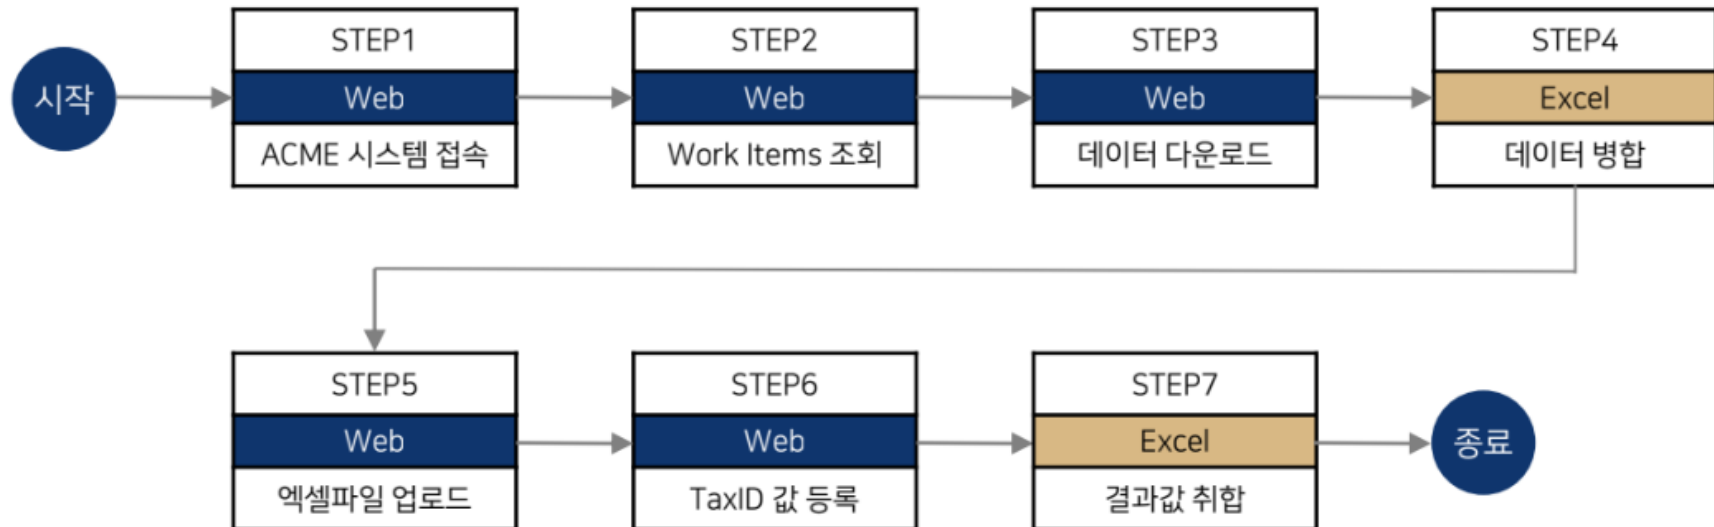 시작
STEP1
Web
ACME 시스템 접속
STEP2
Web
Work Items 조회
STEP3
Web
데이터 다운로드
STEP4
Excel
데이터 병합
STEP5
Web
엑셀파일 업로드
STEP6
Web
TaxID 값 등록
STEP7
Excel
결과값 취합
종료